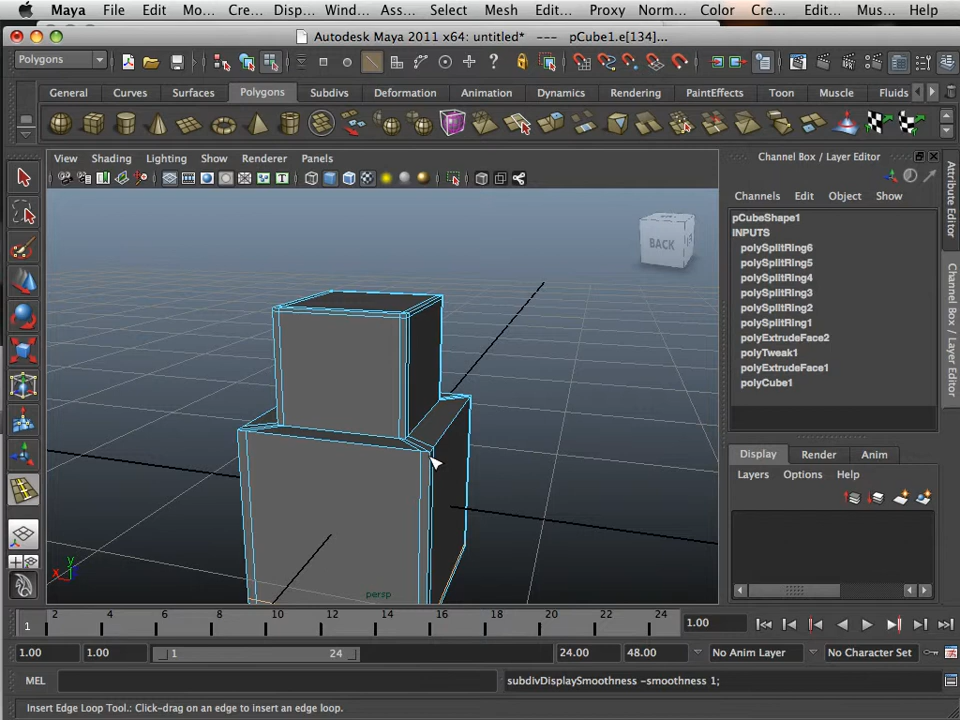 Maya File Edit Mo... Cre... Disp... Wind... Ass... Select Mesh Edit... Proxy Norm... Color Cre... Edit... Mus... Help
Autodesk Maya 2011 x64: untitled* --- pCube1.e[134]...
Polygons
General Curves Surfaces Polygons Subdivs Deformation Animation Dynamics Rendering PaintEffects Toon Muscle Fluids
View Shading Lighting Show Renderer Panels
Channel Box / Layer Editor
Channels Edit Object Show
pCubeShape1
INPUTS
polySplitRing6
polySplitRing5
polySplitRing4
polySplitRing3
polySplitRing2
polySplitRing1
polyExtrudeFace2
polyTweak1
polyExtrudeFace1
polyCube1
Attribute Editor
Channel Box / Layer Editor
BACK
y
x
persp
Display Render Anim
Layers Options Help
1 2 4 6 8 10 12 14 16 18 20 22 24 1.00
1.00 1.00 1 24 24.00 48.00 No Anim Layer No Character Set
MEL subdivDisplaySmoothness -smoothness 1;
Insert Edge Loop Tool.: Click-drag on an edge to insert an edge loop.